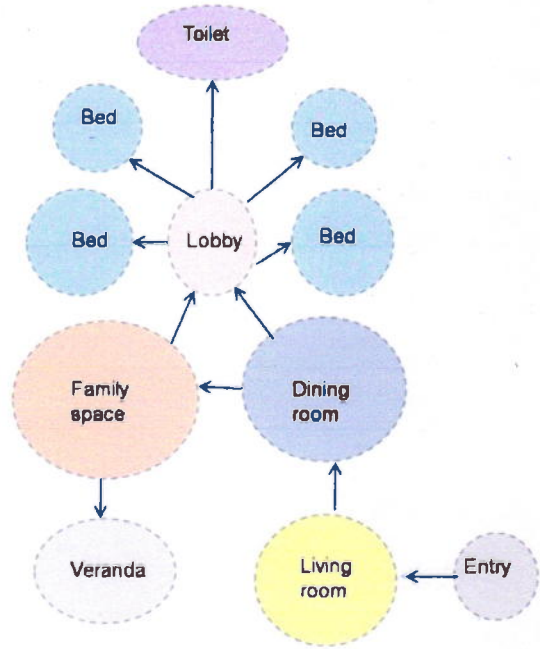 Toilet
Bed
Bed
Bed
Lobby
Bed
Family
space
Dining
room
Veranda
Living
room
Entry